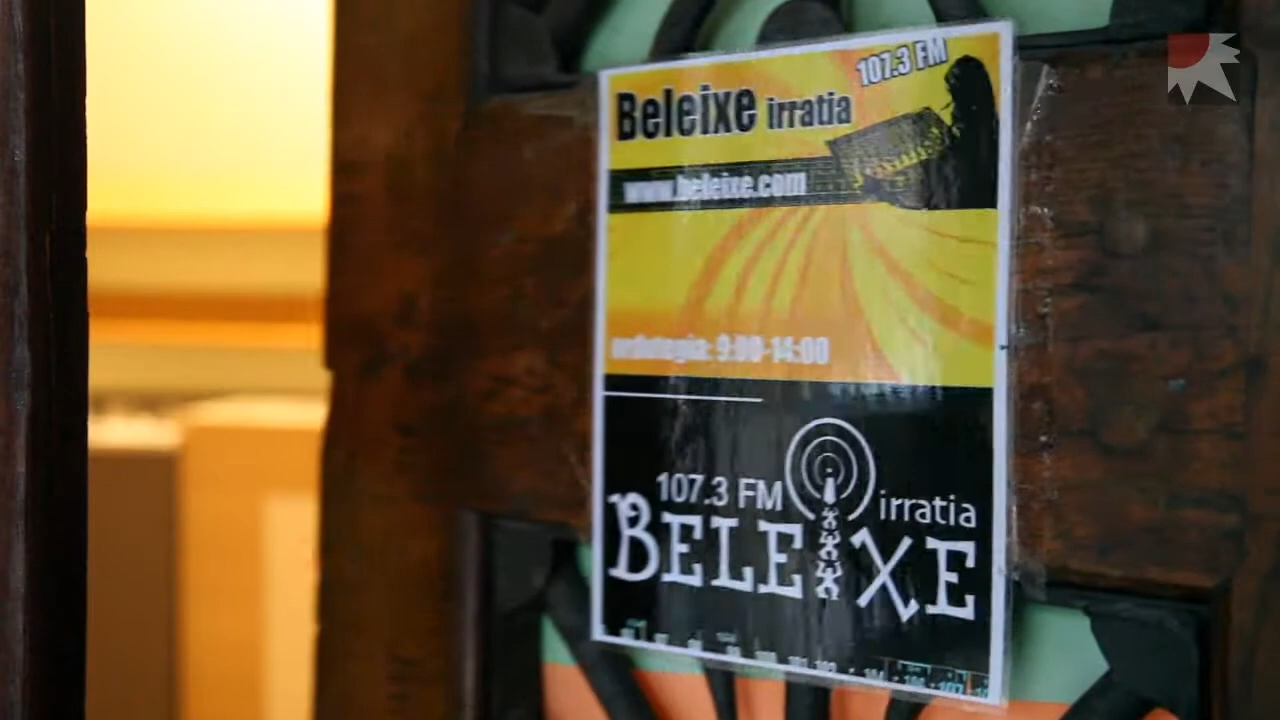 107.3 FM
Beleixe irratia
www.beleixe.com
ordutegia: 9:00-14:00
107.3 FM
irratia
BELEIXE